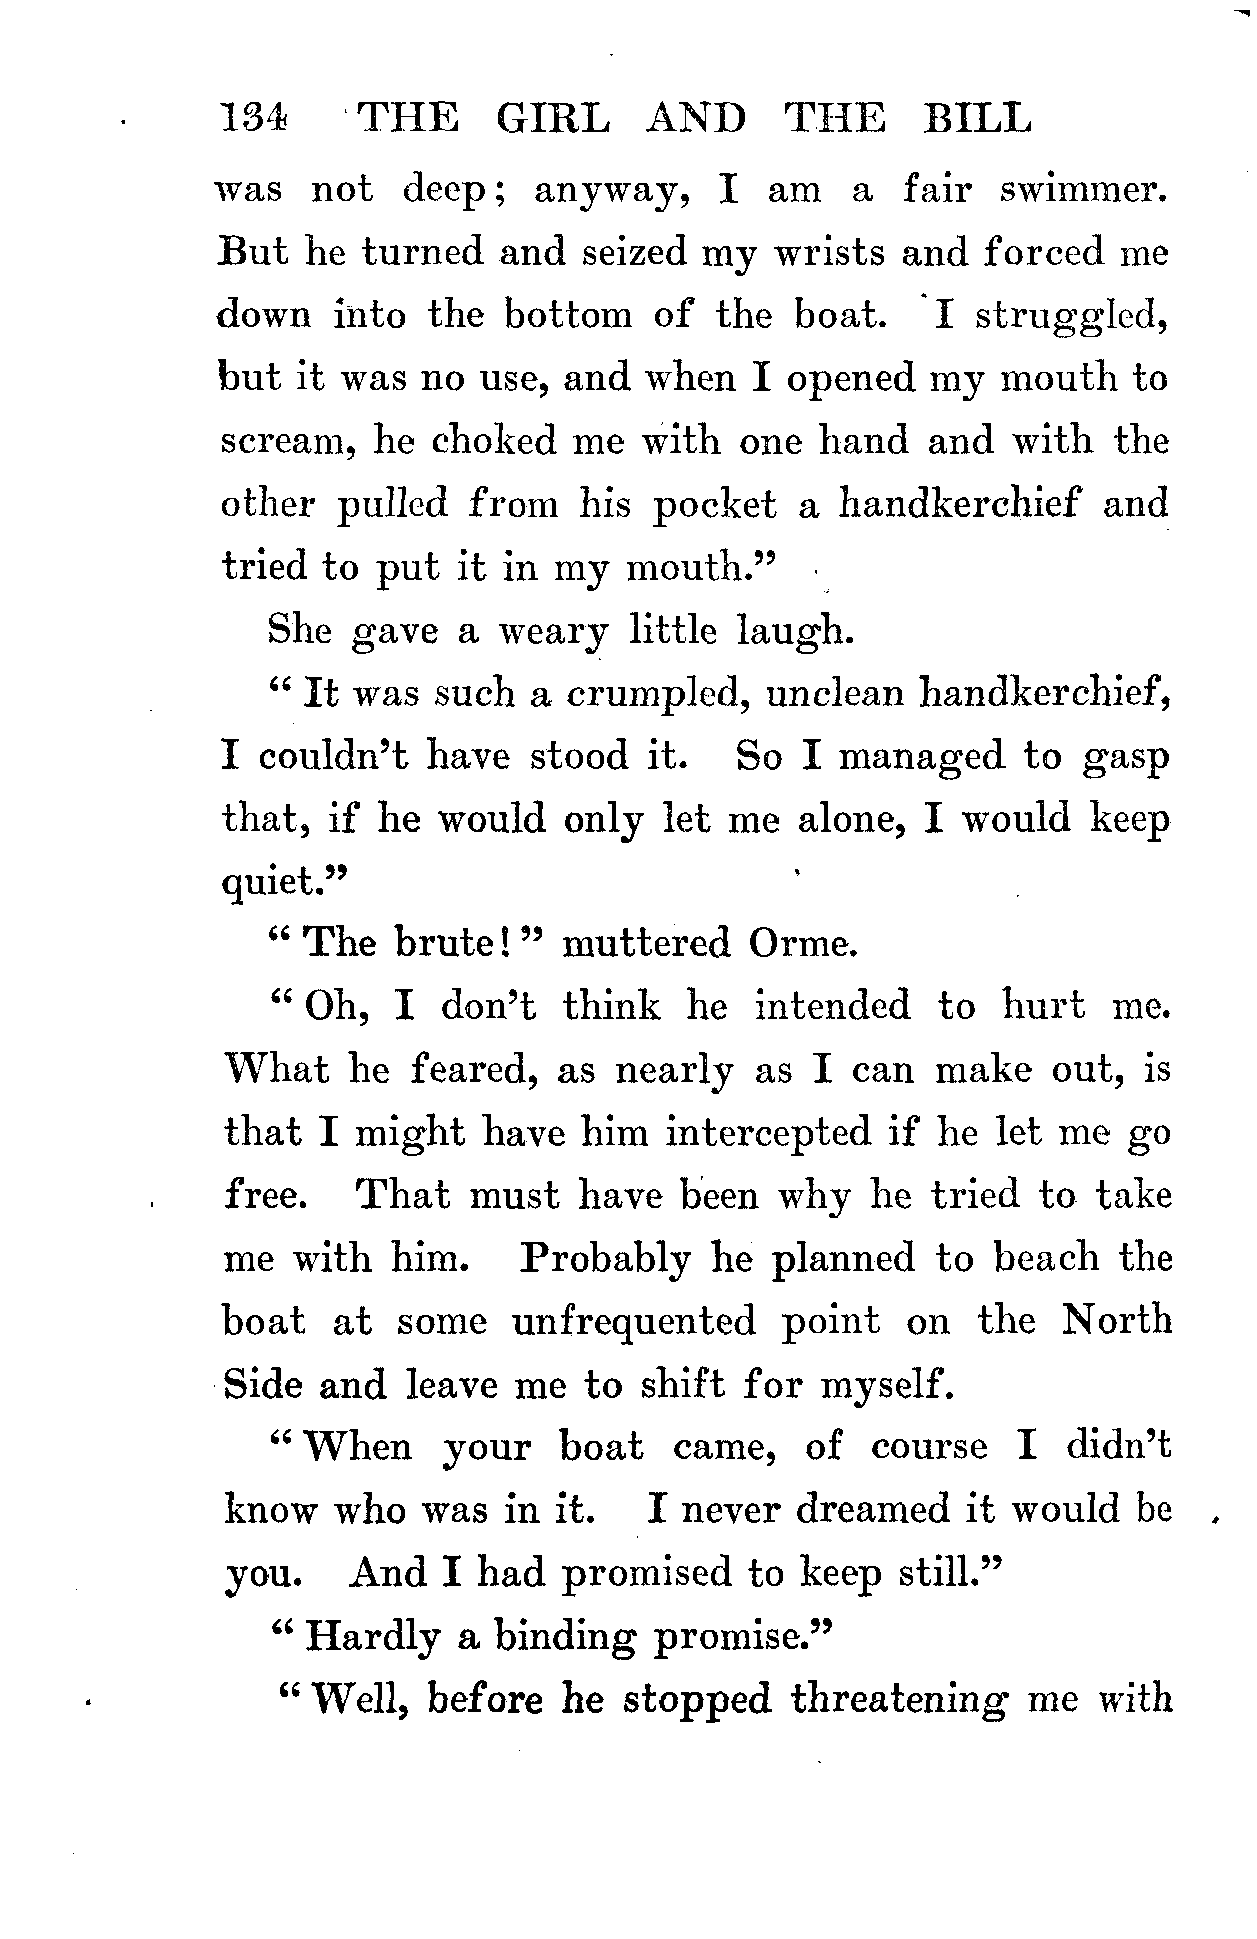 134 THE GIRL AND THE BILL
was not deep; anyway, I am a fair swimmer.
But he turned and seized my wrists and forced me
down into the bottom of the boat. I struggled,
but it was no use, and when I opened my mouth to
scream, he choked me with one hand and with the
other pulled from his pocket a handkerchief and
tried to put it in my mouth."
She gave a weary little laugh.
" It was such a crumpled, unclean handkerchief,
I couldn't have stood it. So I managed to gasp
that, if he would only let me alone, I would keep
quiet."
" The brute! " muttered Orme.
" Oh, I don't think he intended to hurt me.
What he feared, as nearly as I can make out, is
that I might have him intercepted if he let me go
free. That must have been why he tried to take
me with him. Probably he planned to beach the
boat at some unfrequented point on the North
Side and leave me to shift for myself.
" When your boat came, of course I didn't
know who was in it. I never dreamed it would be
you. And I had promised to keep still."
" Hardly a binding promise."
" Well, before he stopped threatening me with